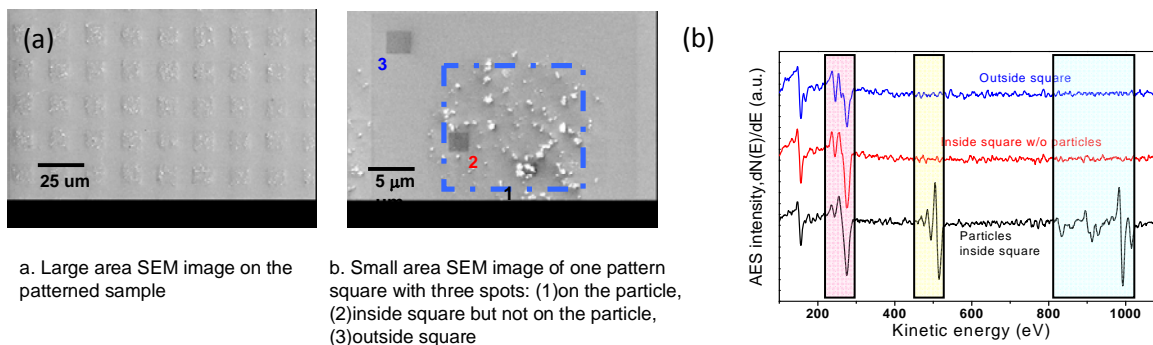 (a)
25 um
3
2
1
5 μm
a. Large area SEM image on the
patterned sample
b. Small area SEM image of one pattern
square with three spots: (1)on the particle,
(2)inside square but not on the particle,
(3)outside square
(b)
AES intensity,dN(E)/dE (a.u.)
Outside square
Inside square w/o particles
Particles
inside square
200 400 600 800 1000
Kinetic energy (eV)